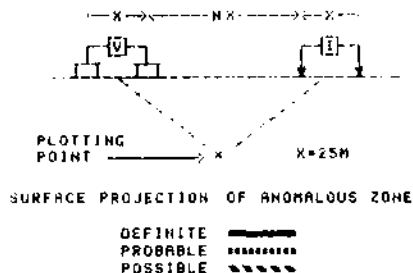 X NX X
V I
PLOTTING
POINT X X=25M
SURFACE PROJECTION OF ANOMALOUS ZONE
DEFINITE
PROBABLE
POSSIBLE